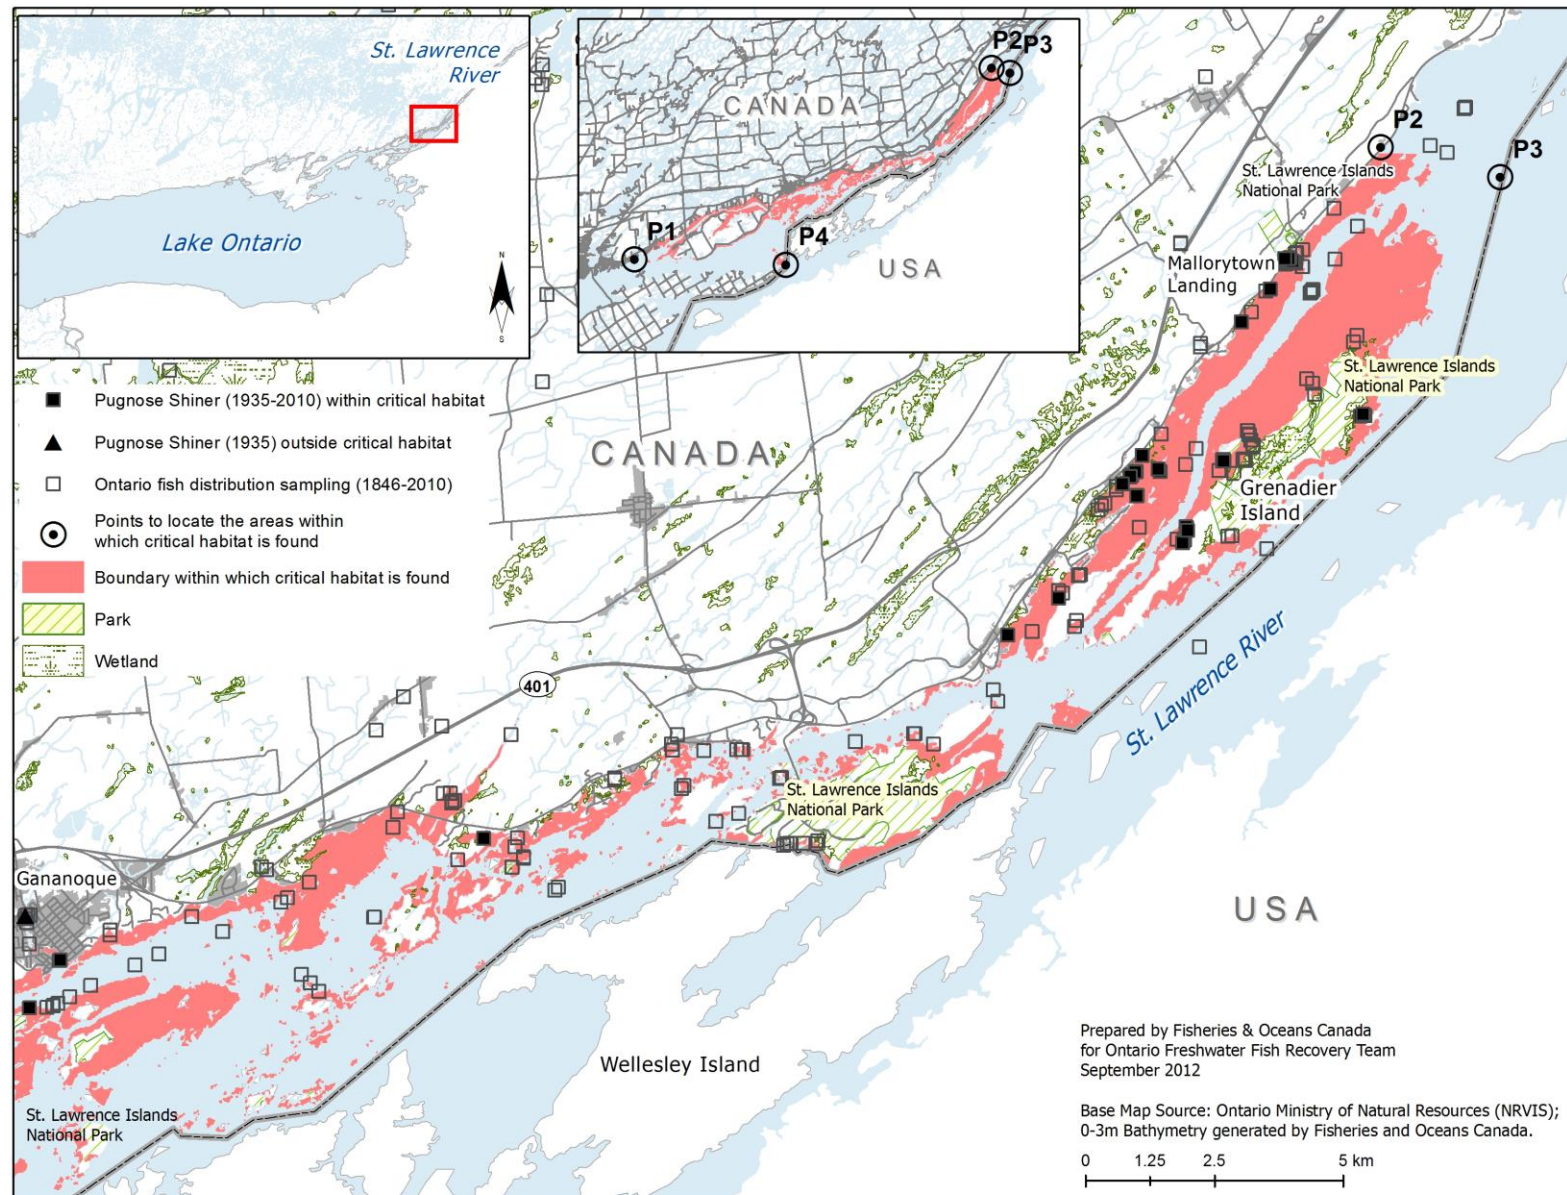 St. Lawrence
River
Lake Ontario
N
S
P2
P3
CANADA
P1
P4
USA
P2
P3
St. Lawrence Islands
National Park
Mallorytown
Landing
St. Lawrence Islands
National Park
Pugnose Shiner (1935-2010) within critical habitat
Pugnose Shiner (1935) outside critical habitat
Ontario fish distribution sampling (1846-2010)
Points to locate the areas within
which critical habitat is found
Boundary within which critical habitat is found
Park
Wetland
CANADA
Grenadier
Island
401
St. Lawrence River
St. Lawrence Islands
National Park
Gananoque
USA
Wellesley Island
St. Lawrence Islands
National Park
Prepared by Fisheries & Oceans Canada
for Ontario Freshwater Fish Recovery Team
September 2012
Base Map Source: Ontario Ministry of Natural Resources (NRVIS);
0-3m Bathymetry generated by Fisheries and Oceans Canada.
0 1.25 2.5 5 km